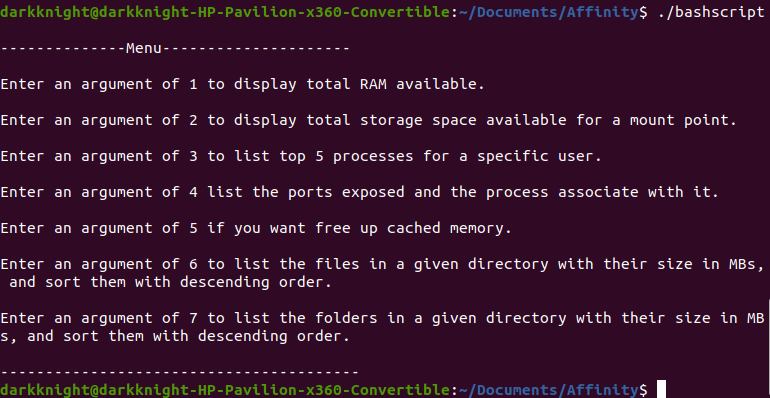 darkknight@darkknight-HP-Pavilion-x360-Convertible:~/Documents/Affinity$ ./bashscript
--------------Menu---------------------
Enter an argument of 1 to display total RAM available.
Enter an argument of 2 to display total storage space available for a mount point.
Enter an argument of 3 to list top 5 processes for a specific user.
Enter an argument of 4 list the ports exposed and the process associate with it.
Enter an argument of 5 if you want free up cached memory.
Enter an argument of 6 to list the files in a given directory with their size in MBs,
 and sort them with descending order.
Enter an argument of 7 to list the folders in a given directory with their size in MB
s, and sort them with descending order.
----------------------------------------
darkknight@darkknight-HP-Pavilion-x360-Convertible:~/Documents/Affinity$